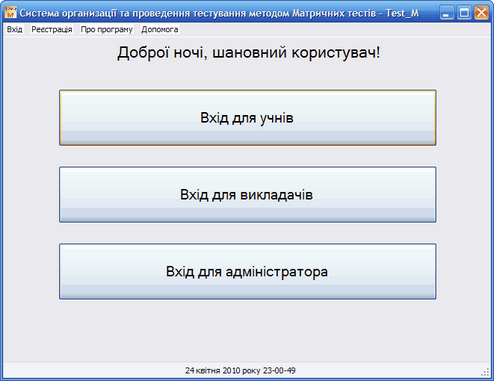 Система организації та проведення тестування методом Матричних тестів - Test_M
Вхід Реєстрація Про програму Допомога
Доброї ночі, шановний користувач!
Вхід для учнів
Вхід для викладачів
Вхід для адміністратора
24 квітня 2010 року 23-00-49